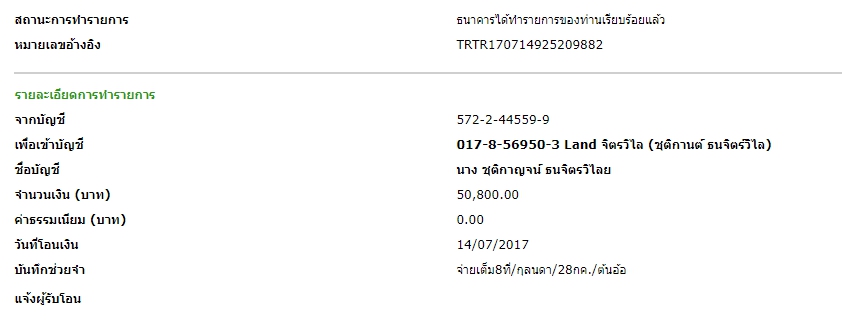 สถานะการทำรายการ ธนาคารได้ทำรายการของท่านเรียบร้อยแล้ว
หมายเลขอ้างอิง TRTR170714925209882
รายละเอียดการทำรายการ
จากบัญชี 572-2-44559-9
เพื่อเข้าบัญชี 017-8-56950-3 Land จิตรวิไล (ชุติกานต์ ธนจิตร์วิไล)
ชื่อบัญชี นาง ชุติกาญจน์ ธนจิตรวิไลย
จำนวนเงิน (บาท) 50,800.00
ค่าธรรมเนียม (บาท) 0.00
วันที่โอนเงิน 14/07/2017
บันทึกช่วยจำ จ่ายเต็ม8ที่/กุลนดา/28กค./ต้นอ้อ
แจ้งผู้รับโอน